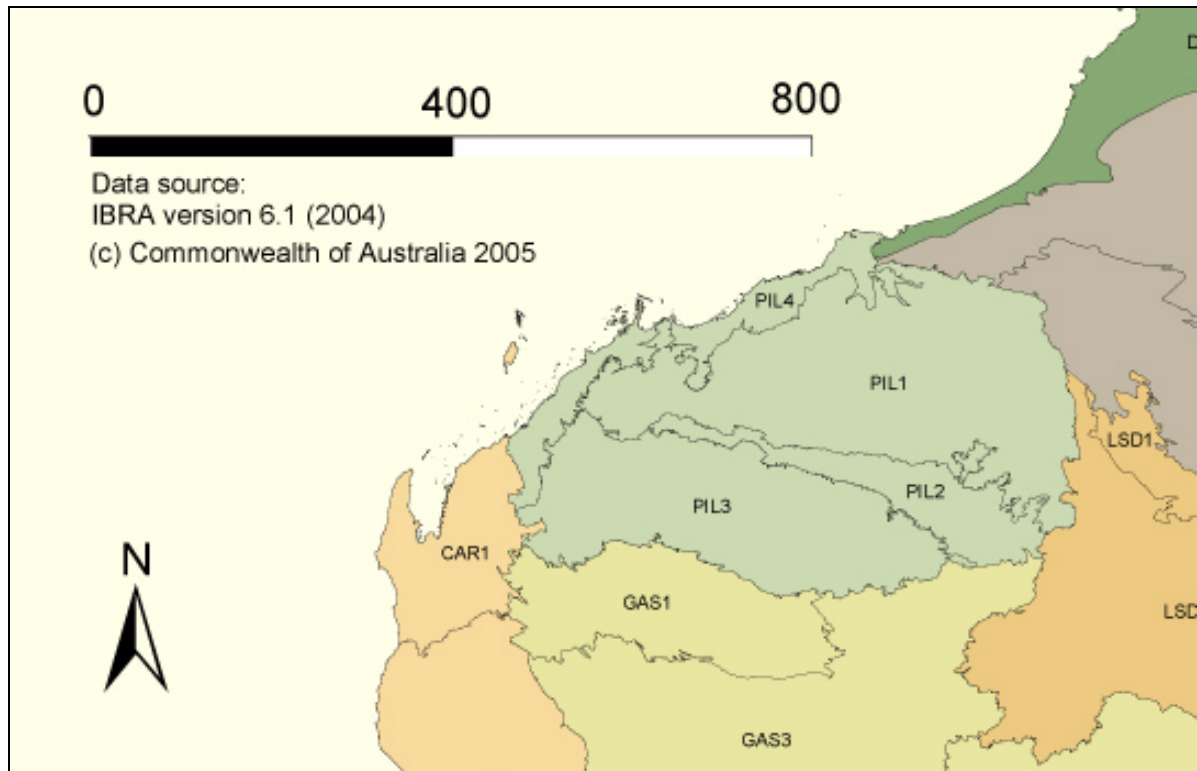 0 400 800
Data source:
IBRA version 6.1 (2004)
(c) Commonwealth of Australia 2005
D
PIL4
PIL1
LSD1
PIL2
PIL3
CAR1
N
GAS1
LSD
GAS3